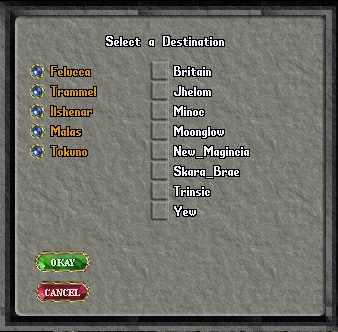 Select a Destination
Felucca
Trammel
Ilshenar
Malas
Tokuno
Britain
Jhelom
Minoc
Moonglow
New_Magincia
Skara_Brae
Trinsic
Yew
OKAY
CANCEL